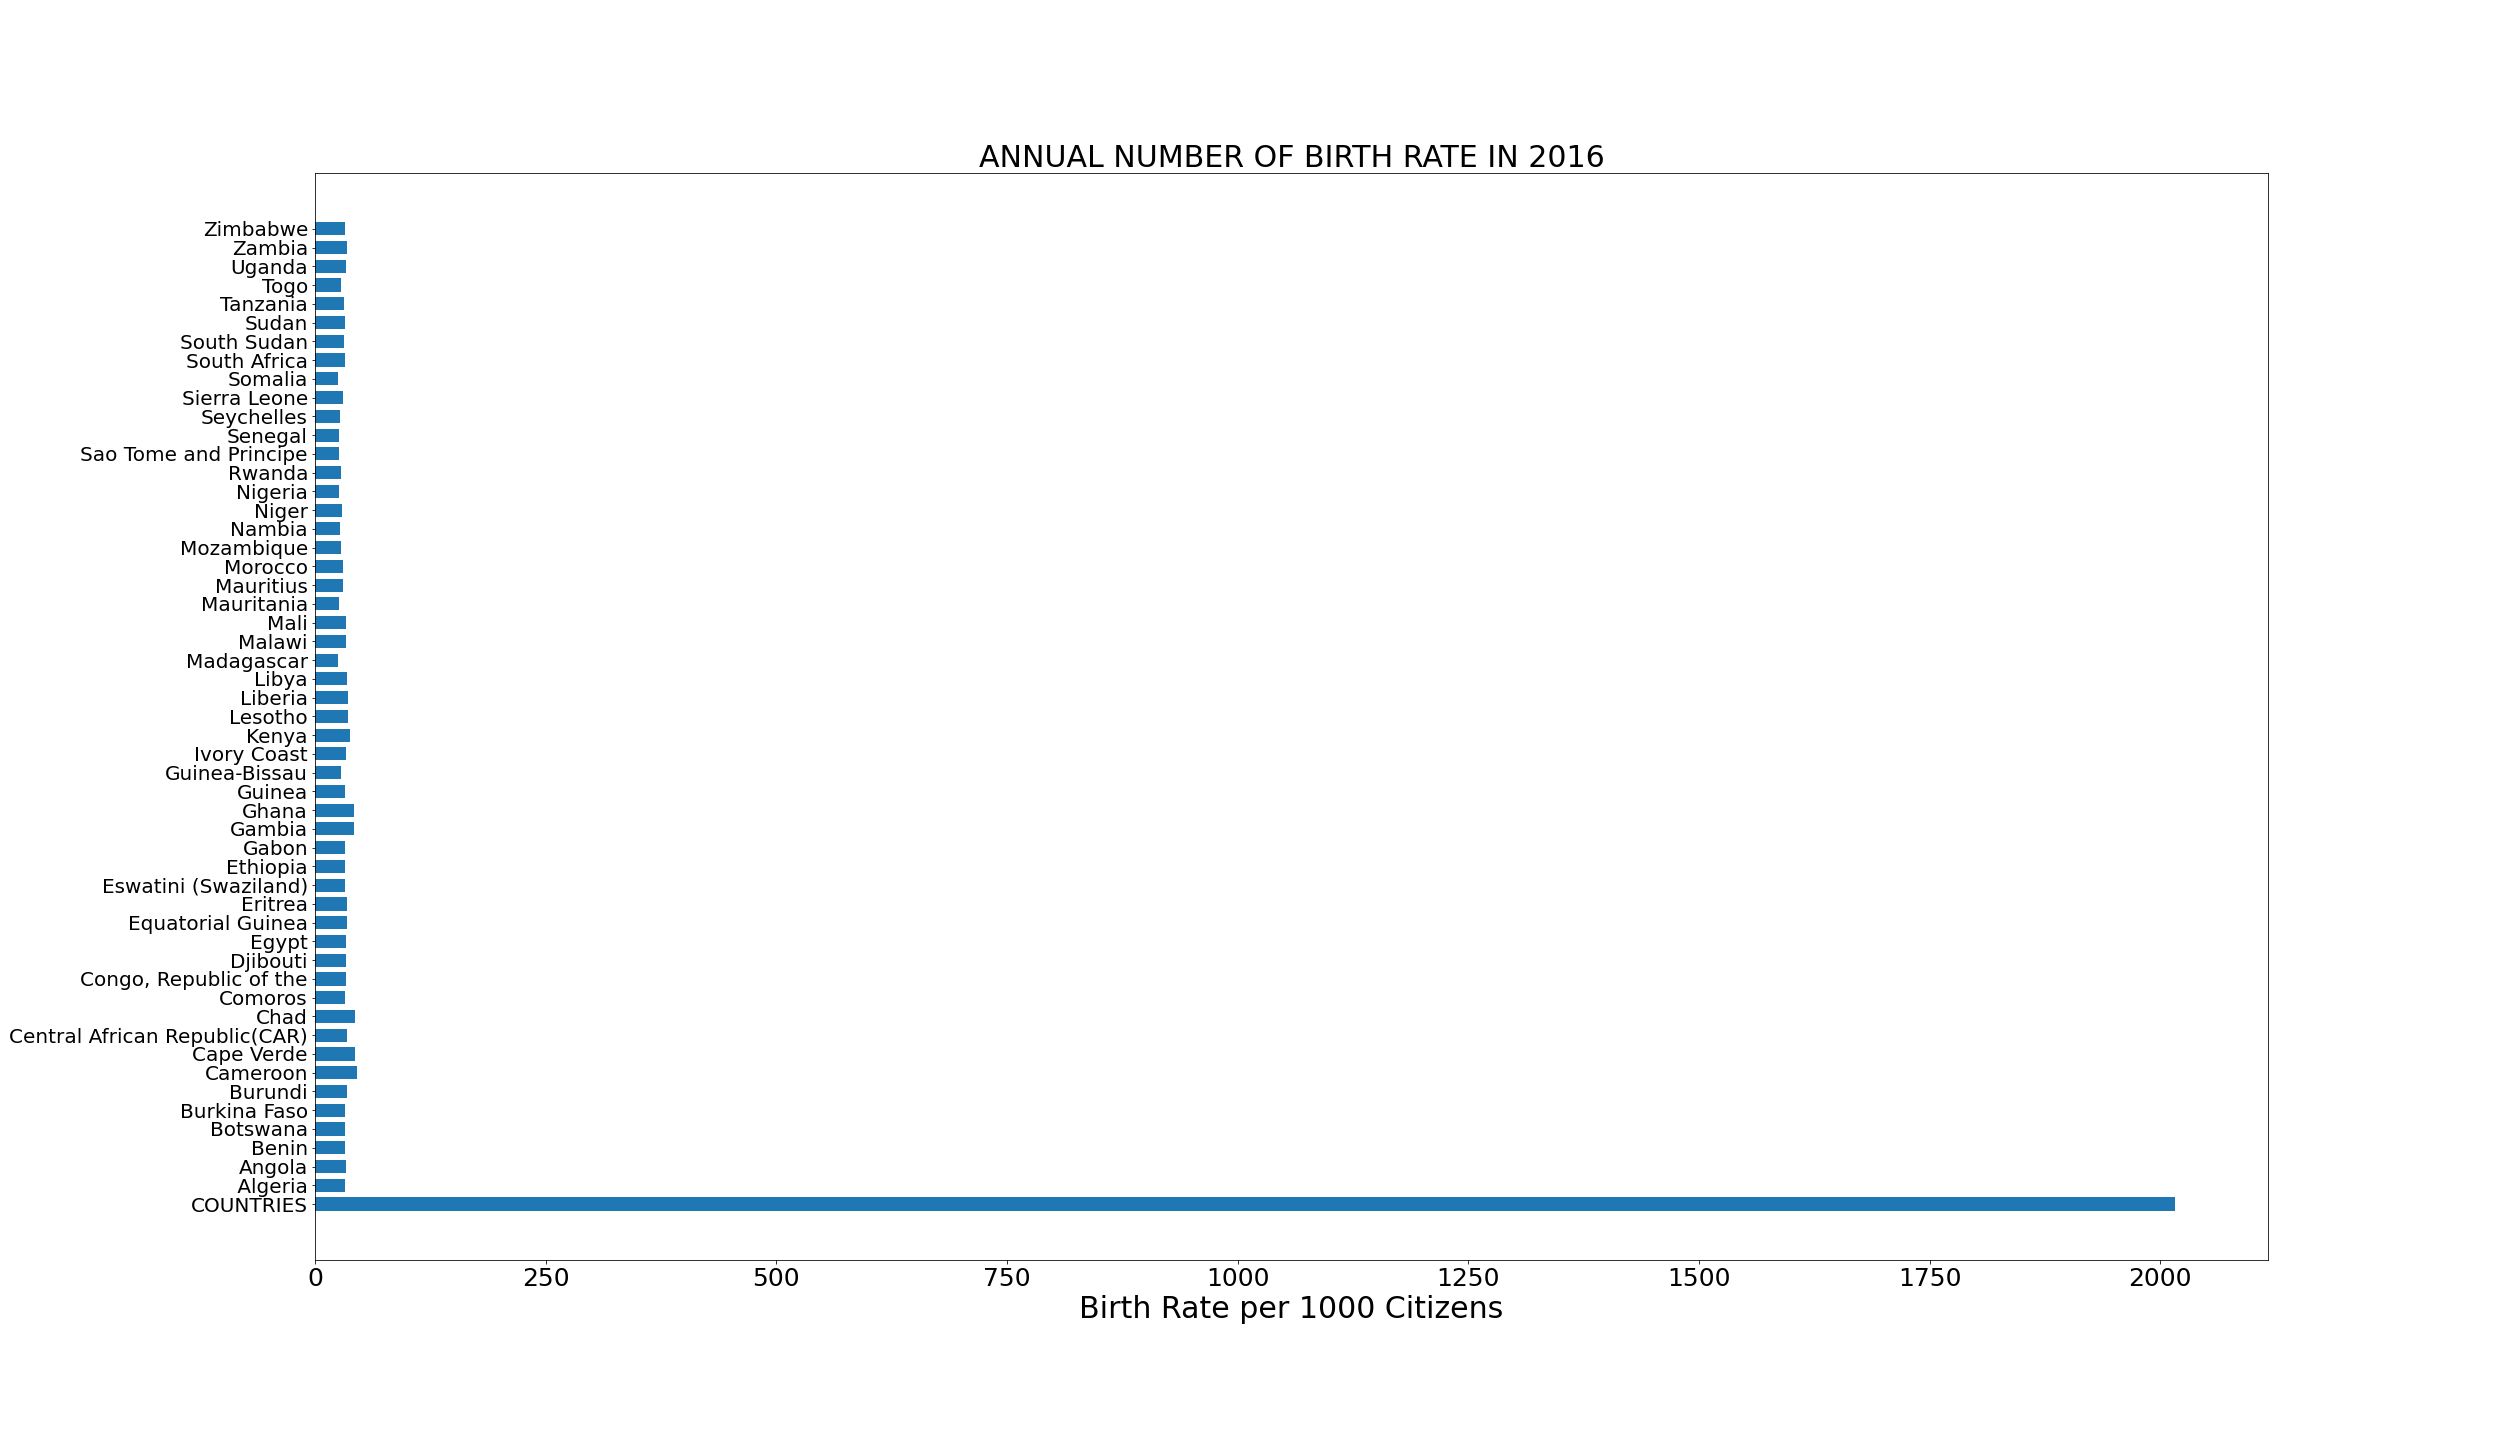 ANNUAL NUMBER OF BIRTH RATE IN 2016
Zimbabwe
Zambia
Uganda
Togo
Tanzania
Sudan
South Sudan
South Africa
Somalia
Sierra Leone
Seychelles
Senegal
Sao Tome and Principe
Rwanda
Nigeria
Niger
Nambia
Mozambique
Morocco
Mauritius
Mauritania
Mali
Malawi
Madagascar
Libya
Liberia
Lesotho
Kenya
Ivory Coast
Guinea-Bissau
Guinea
Ghana
Gambia
Gabon
Ethiopia
Eswatini (Swaziland)
Eritrea
Equatorial Guinea
Egypt
Djibouti
Congo, Republic of the
Comoros
Chad
Central African Republic(CAR)
Cape Verde
Cameroon
Burundi
Burkina Faso
Botswana
Benin
Angola
Algeria
COUNTRIES
0 250 500 750 1000 1250 1500 1750 2000
Birth Rate per 1000 Citizens